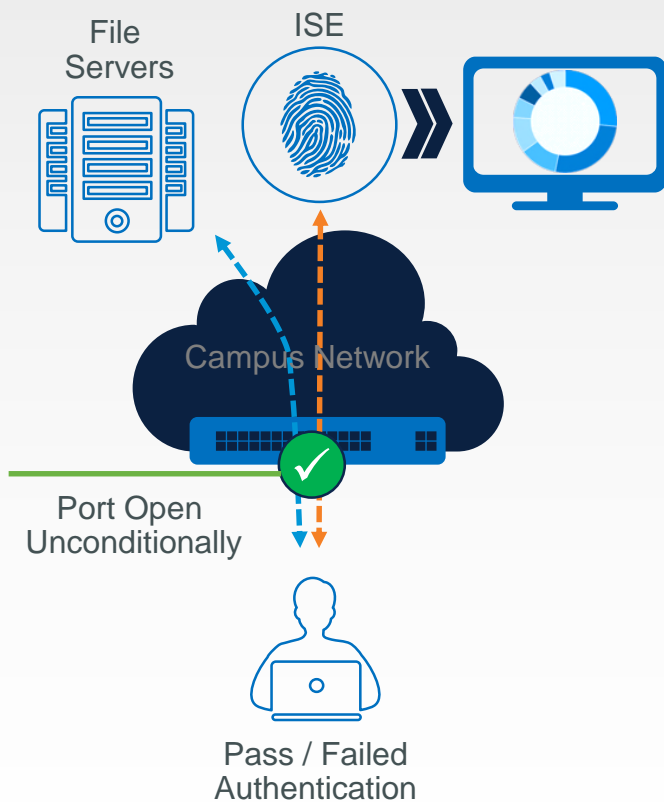 File
Servers
ISE
Campus Network
Port Open
Unconditionally
Pass / Failed
Authentication